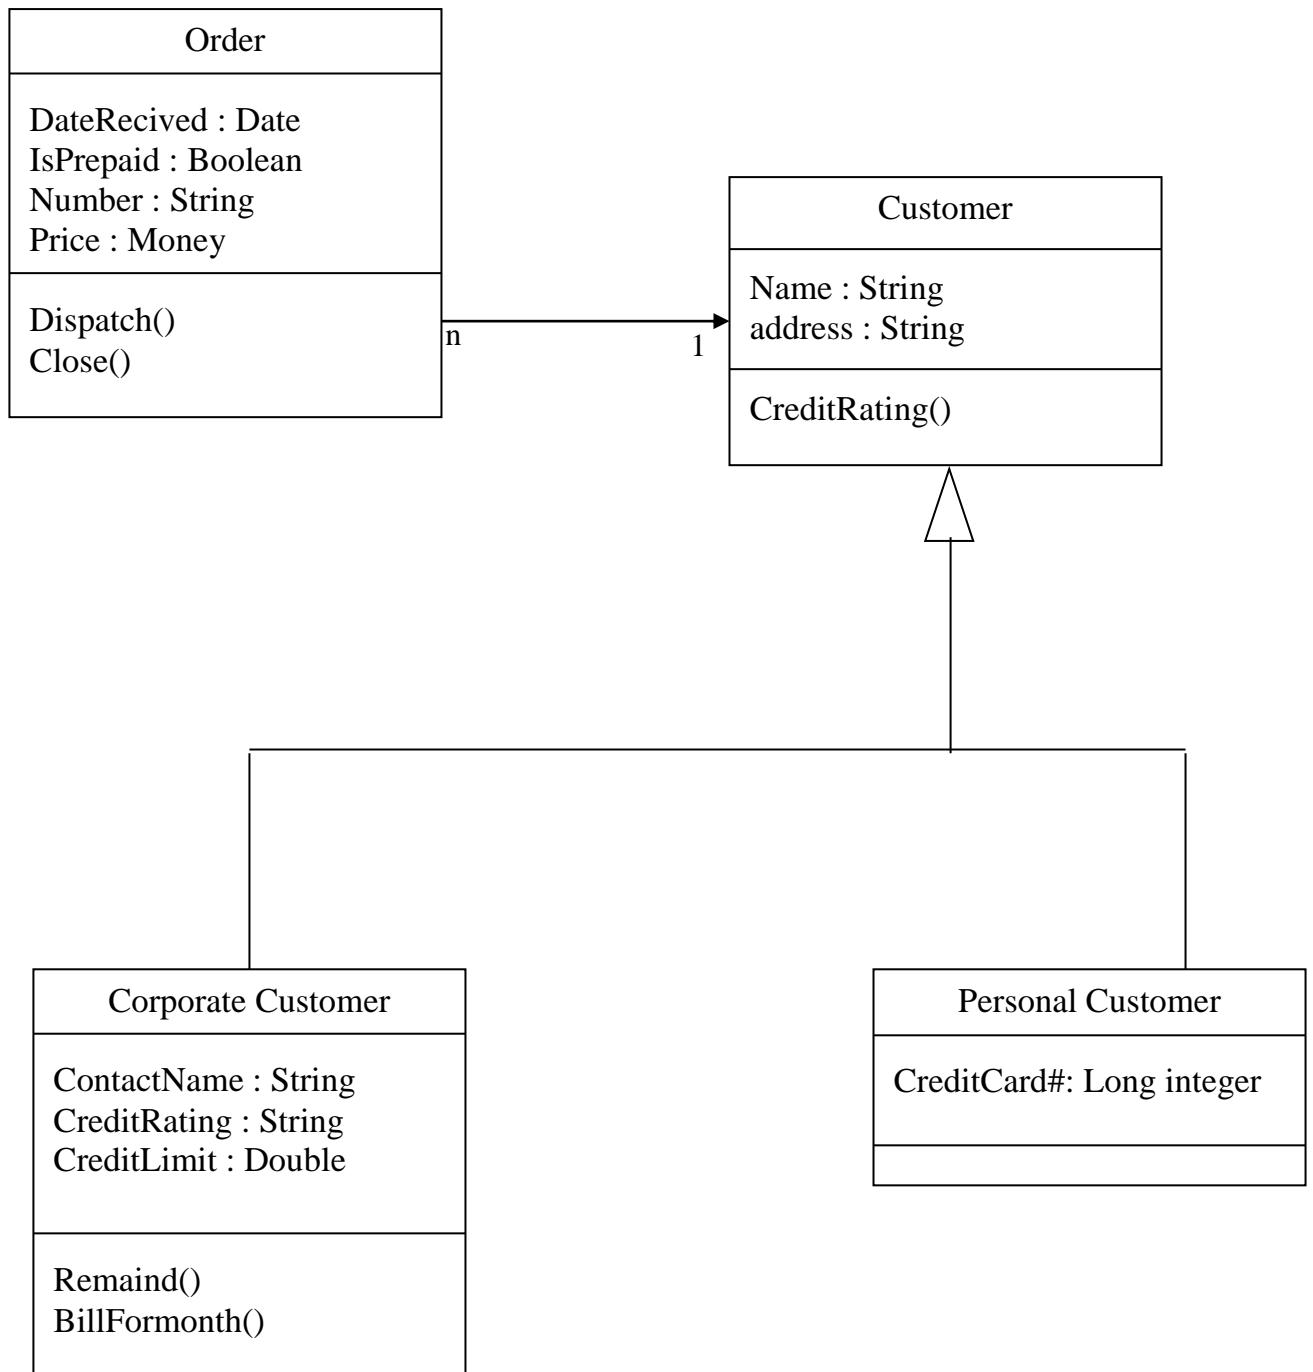 Order
DateRecived : Date
IsPrepaid : Boolean
Number : String
Price : Money
Dispatch()
Close()
n
1
Customer
Name : String
address : String
CreditRating()
Corporate Customer
ContactName : String
CreditRating : String
CreditLimit : Double
Remaind()
BillFormonth()
Personal Customer
CreditCard#: Long integer